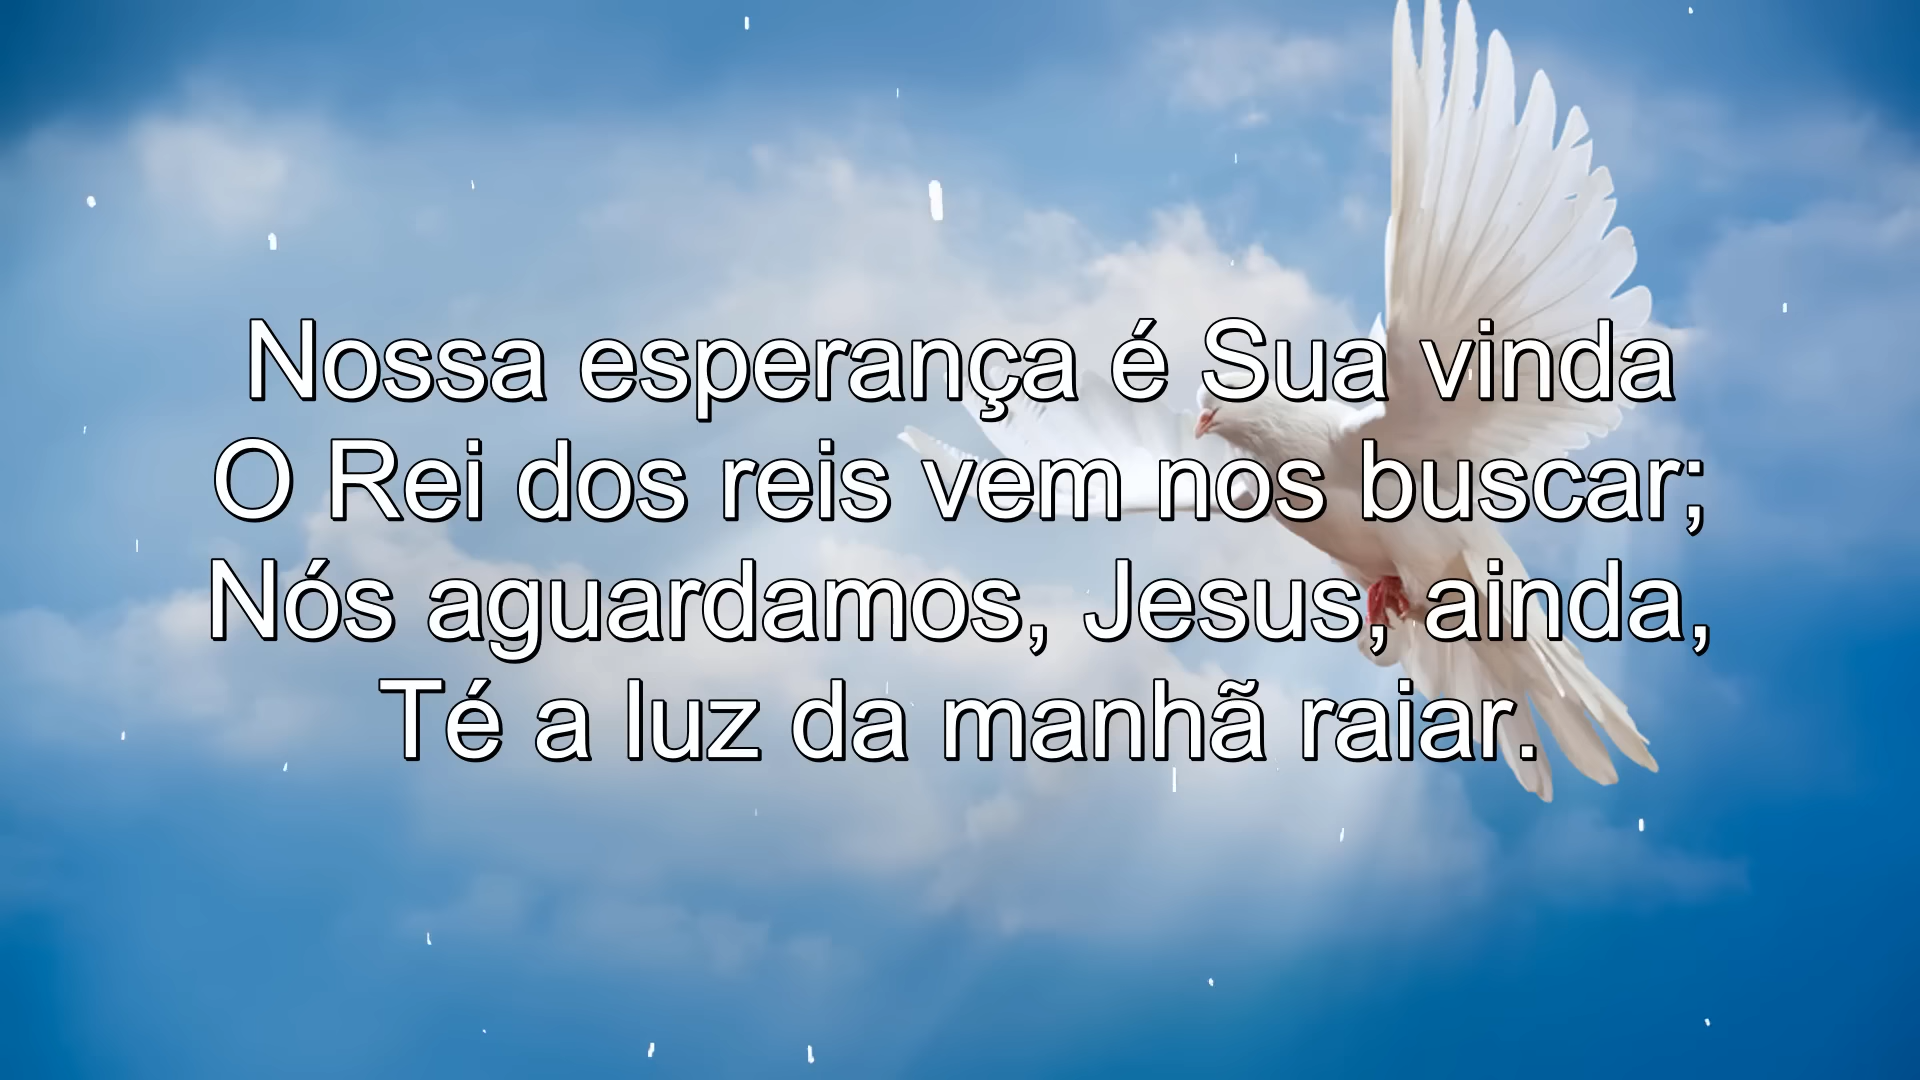 Nossa esperança é Sua vinda
O Rei dos reis vem nos buscar;
Nós aguardamos, Jesus, ainda,
Té a luz da manhã raiar.